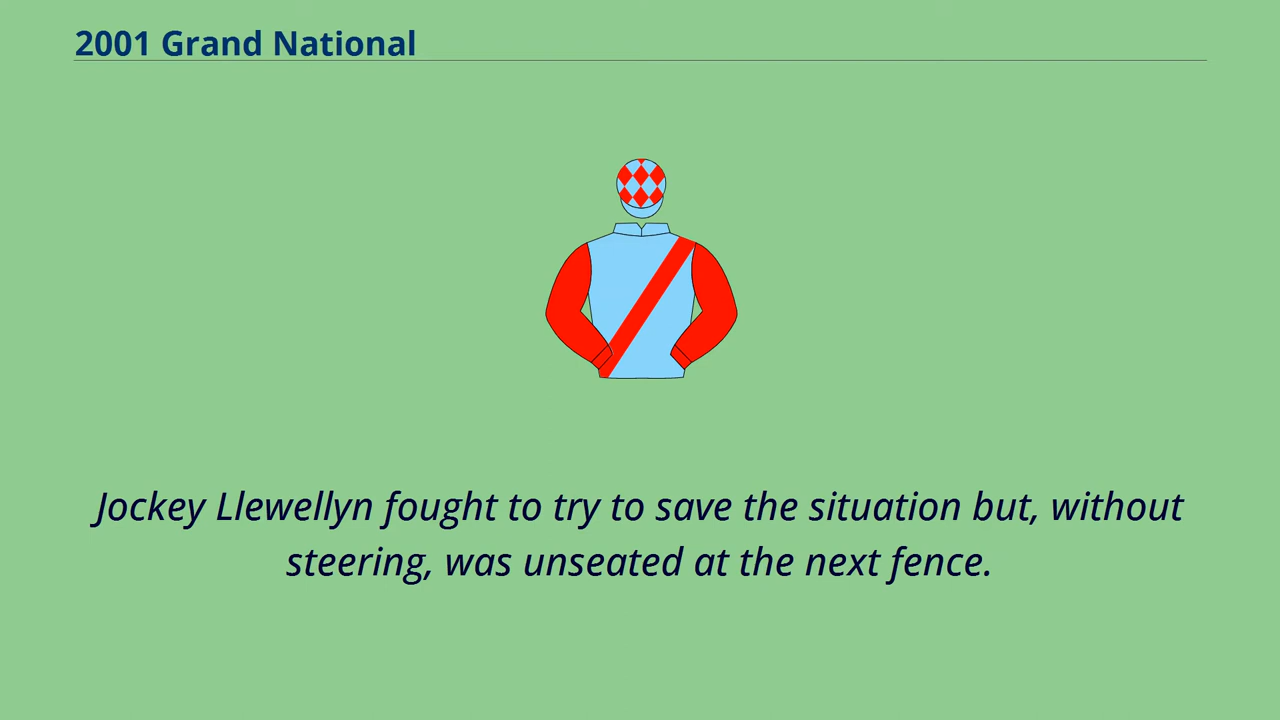 2001 Grand National
Jockey Llewellyn fought to try to save the situation but, without
steering, was unseated at the next fence.